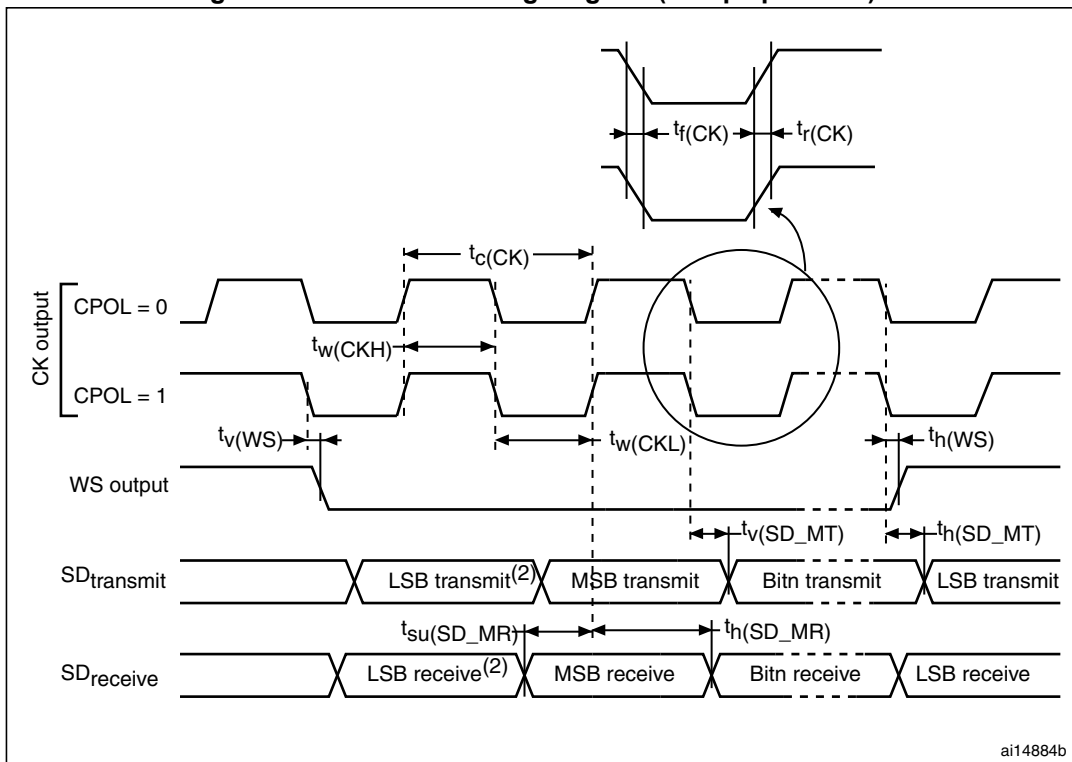 tf(CK)
tr(CK)
tc(CK)
CK output
CPOL = 0
tw(CKH)
CPOL = 1
tv(WS)
tw(CKL)
th(WS)
WS output
tv(SD_MT)
th(SD_MT)
SDtransmit
LSB transmit(2)
MSB transmit
Bitn transmit
LSB transmit
tsu(SD_MR)
th(SD_MR)
SDreceive
LSB receive(2)
MSB receive
Bitn receive
LSB receive
ai14884b